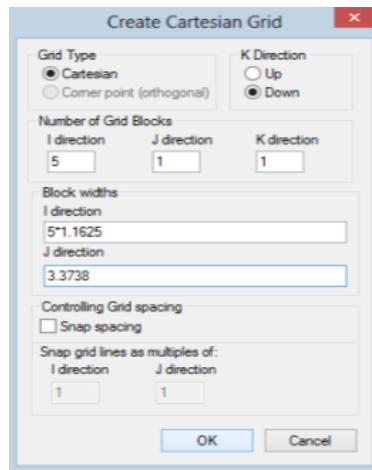 Create Cartesian Grid
Grid Type
K Direction
Cartesian
Up
Corner point (orthogonal)
Down
Number of Grid Blocks
I direction J direction K direction
5 1 1
Block widths
I direction
5*1.1625
J direction
3.3738
Controlling Grid spacing
Snap spacing
Snap grid lines as multiples of:
I direction J direction
1 1
OK Cancel